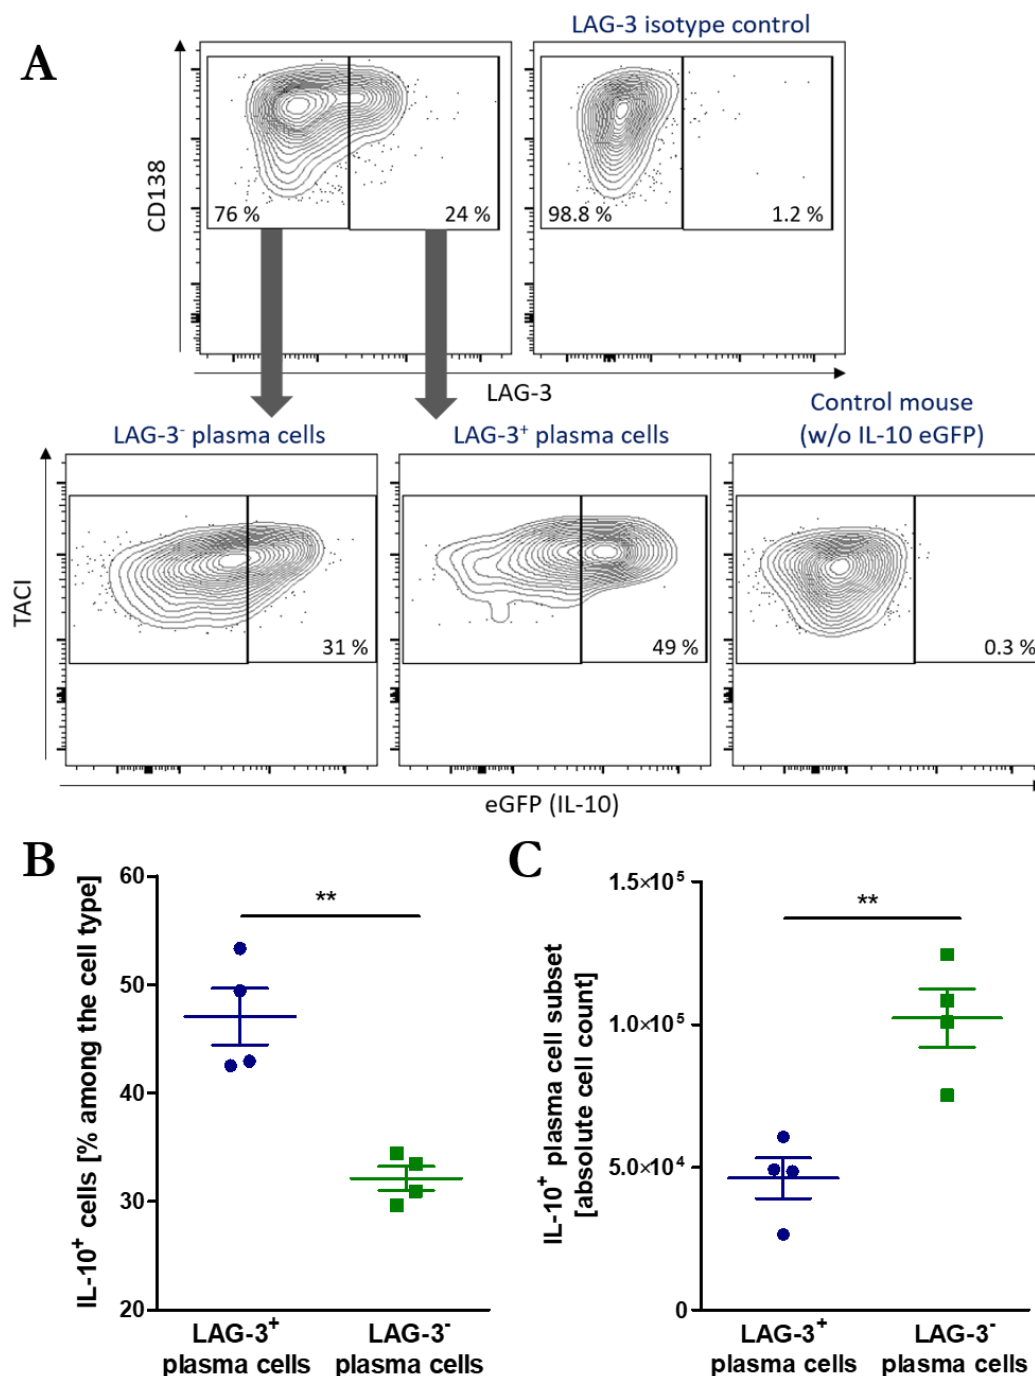 A
LAG-3 isotype control
CD138
76 %
24 %
98.8 %
1.2 %
LAG-3
LAG-3⁻ plasma cells
LAG-3⁺ plasma cells
Control mouse
(w/o IL-10 eGFP)
TACI
31 %
49 %
0.3 %
eGFP (IL-10)
B
IL-10⁺ cells [% among the cell type]
60
50
40
30
20
**
LAG-3⁺
plasma cells
LAG-3⁻
plasma cells
C
IL-10⁺ plasma cell subset
[absolute cell count]
1.5×10⁵
1.0×10⁵
5.0×10⁴
0
**
LAG-3⁺
plasma cells
LAG-3⁻
plasma cells